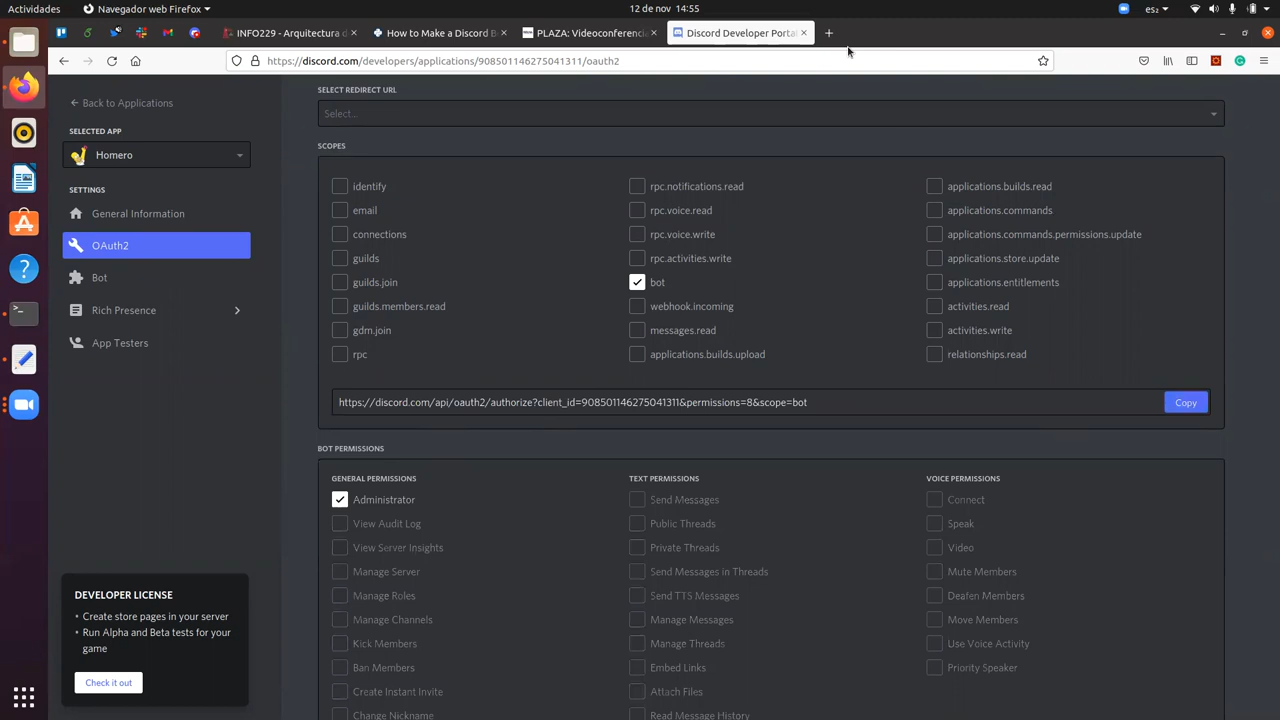 Actividades
Navegador web Firefox
12 de nov 14:55
es₂
INFO229 - Arquitectura d
How to Make a Discord B
PLAZA: Videoconferencia
Discord Developer Porta
https://discord.com/developers/applications/908501146275041311/oauth2
Back to Applications
SELECTED APP
Homero
SETTINGS
General Information
OAuth2
Bot
Rich Presence
App Testers
DEVELOPER LICENSE
• Create store pages in your server
• Run Alpha and Beta tests for your
game
Check it out
SELECT REDIRECT URL
Select...
SCOPES
identify
email
connections
guilds
guilds.join
guilds.members.read
gdm.join
rpc
rpc.notifications.read
rpc.voice.read
rpc.voice.write
rpc.activities.write
bot
webhook.incoming
messages.read
applications.builds.upload
applications.builds.read
applications.commands
applications.commands.permissions.update
applications.store.update
applications.entitlements
activities.read
activities.write
relationships.read
https://discord.com/api/oauth2/authorize?client_id=908501146275041311&permissions=8&scope=bot
Copy
BOT PERMISSIONS
GENERAL PERMISSIONS
Administrator
View Audit Log
View Server Insights
Manage Server
Manage Roles
Manage Channels
Kick Members
Ban Members
Create Instant Invite
Change Nickname
TEXT PERMISSIONS
Send Messages
Public Threads
Private Threads
Send Messages in Threads
Send TTS Messages
Manage Messages
Manage Threads
Embed Links
Attach Files
Read Message History
VOICE PERMISSIONS
Connect
Speak
Video
Mute Members
Deafen Members
Move Members
Use Voice Activity
Priority Speaker